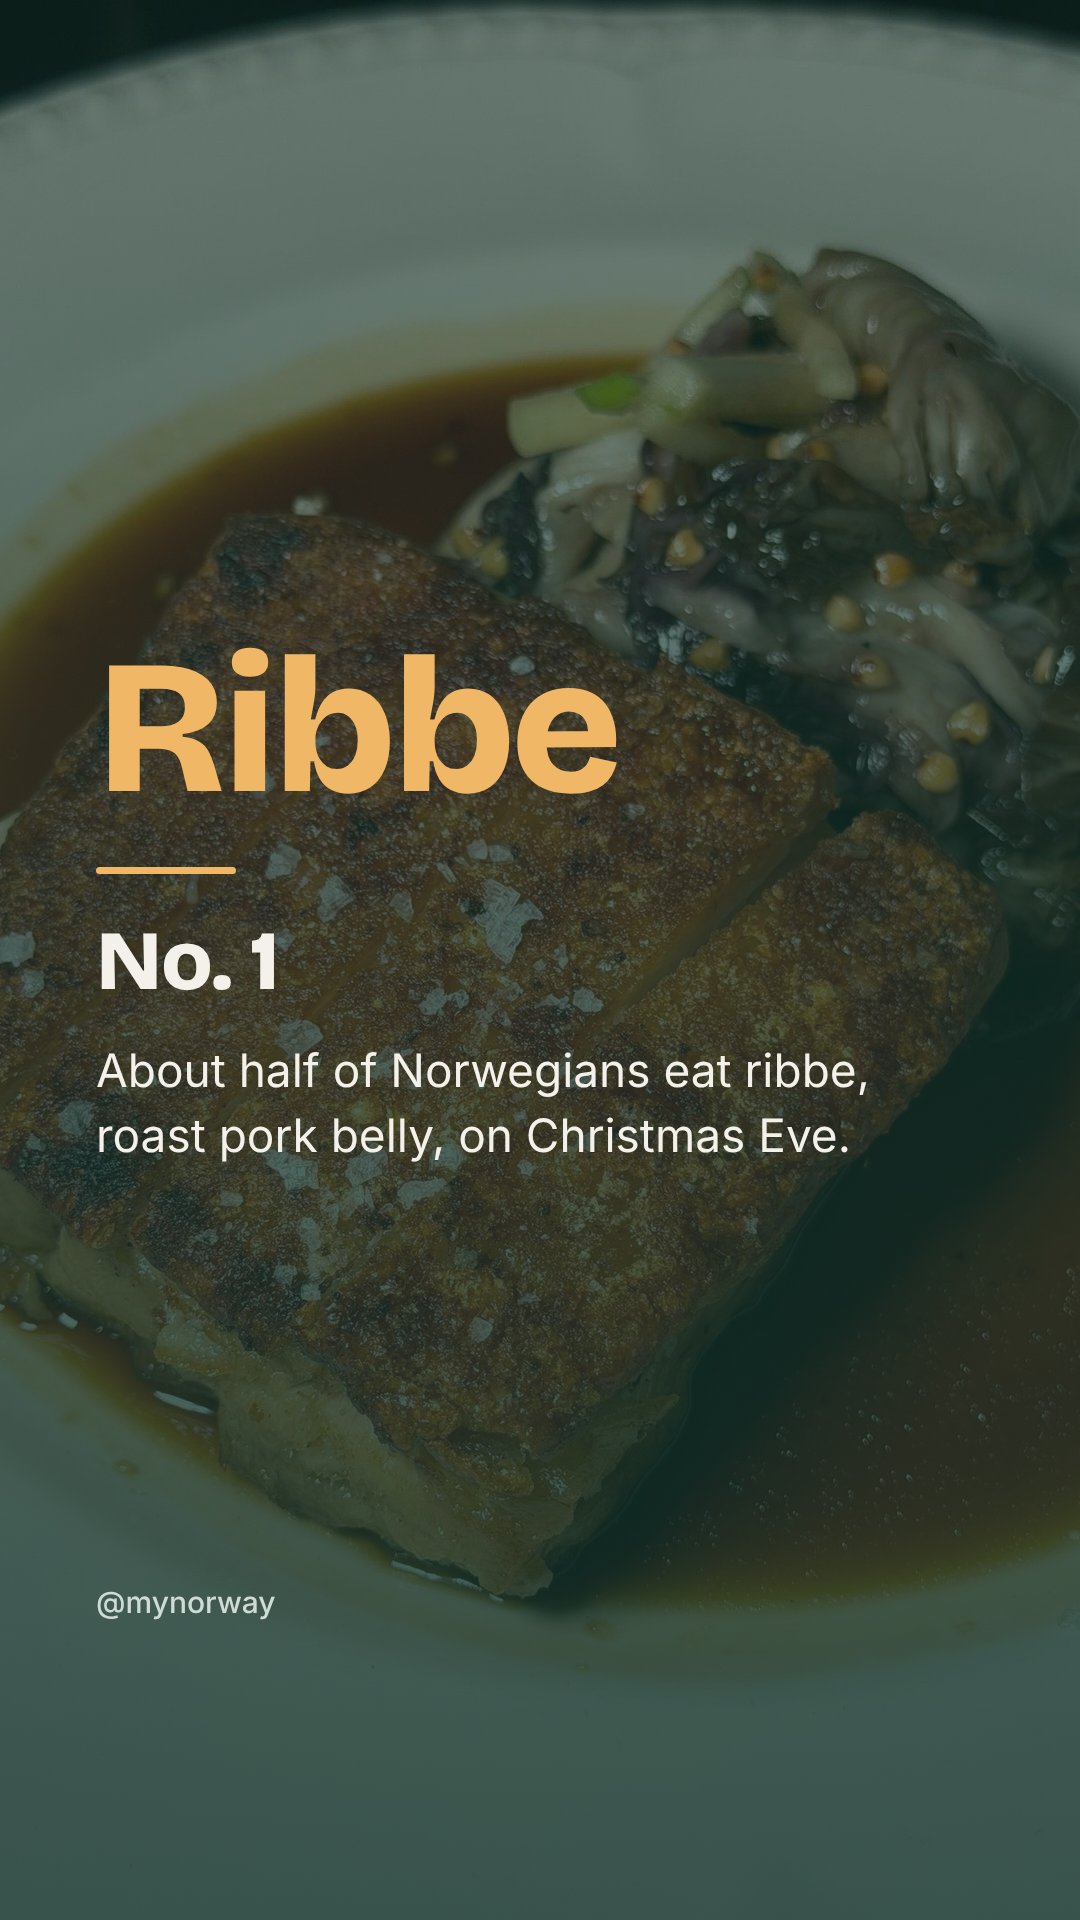 Ribbe
No. 1
About half of Norwegians eat ribbe,
roast pork belly, on Christmas Eve.
@mynorway